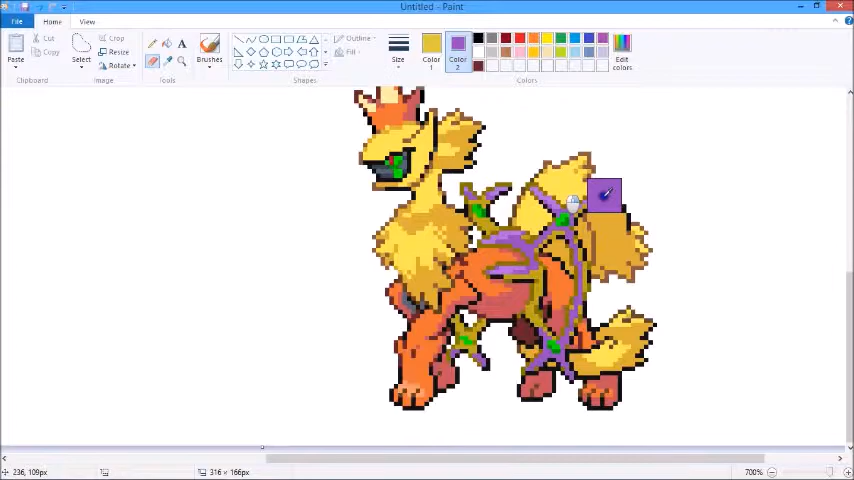 Untitled - Paint
File Home View
Paste Cut Copy Clipboard
Select Crop Resize Rotate Image
A Tools
Brushes
Outline Fill Shapes
Size
Color 1
Color 2
Edit colors
Colors
236, 109px 316 × 166px 700%